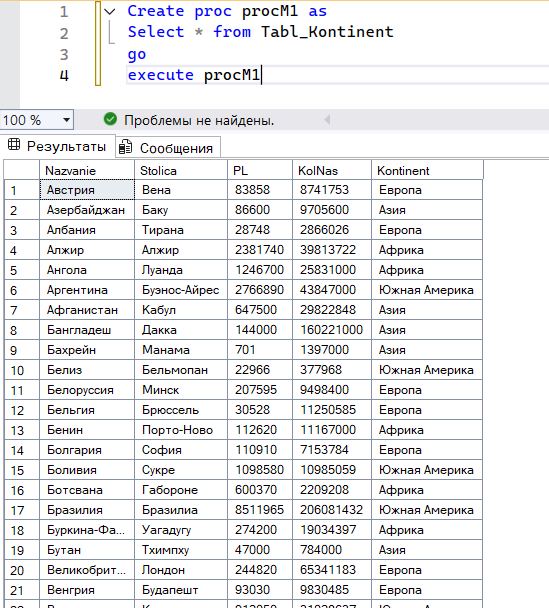 1 Create proc procM1 as
2 Select * from Tabl_Kontinent
3 go
4 execute procM1
100 % Проблемы не найдены.
Результаты Сообщения
Nazvanie Stolica PL KolNas Kontinent
1 Австрия Вена 83858 8741753 Европа
2 Азербайджан Баку 86600 9705600 Азия
3 Албания Тирана 28748 2866026 Европа
4 Алжир Алжир 2381740 39813722 Африка
5 Ангола Луанда 1246700 25831000 Африка
6 Аргентина Буэнос-Айрес 2766890 43847000 Южная Америка
7 Афганистан Кабул 647500 29822848 Азия
8 Бангладеш Дакка 144000 160221000 Азия
9 Бахрейн Манама 701 1397000 Азия
10 Белиз Бельмопан 22966 377968 Южная Америка
11 Белоруссия Минск 207595 9498400 Европа
12 Бельгия Брюссель 30528 11250585 Европа
13 Бенин Порто-Ново 112620 11167000 Африка
14 Болгария София 110910 7153784 Европа
15 Боливия Сукре 1098580 10985059 Южная Америка
16 Ботсвана Габороне 600370 2209208 Африка
17 Бразилия Бразилиа 8511965 206081432 Южная Америка
18 Буркина-Фа... Уагадугу 274200 19034397 Африка
19 Бутан Тхимпху 47000 784000 Азия
20 Великобрит... Лондон 244820 65341183 Европа
21 Венгрия Будапешт 93030 9830485 Европа